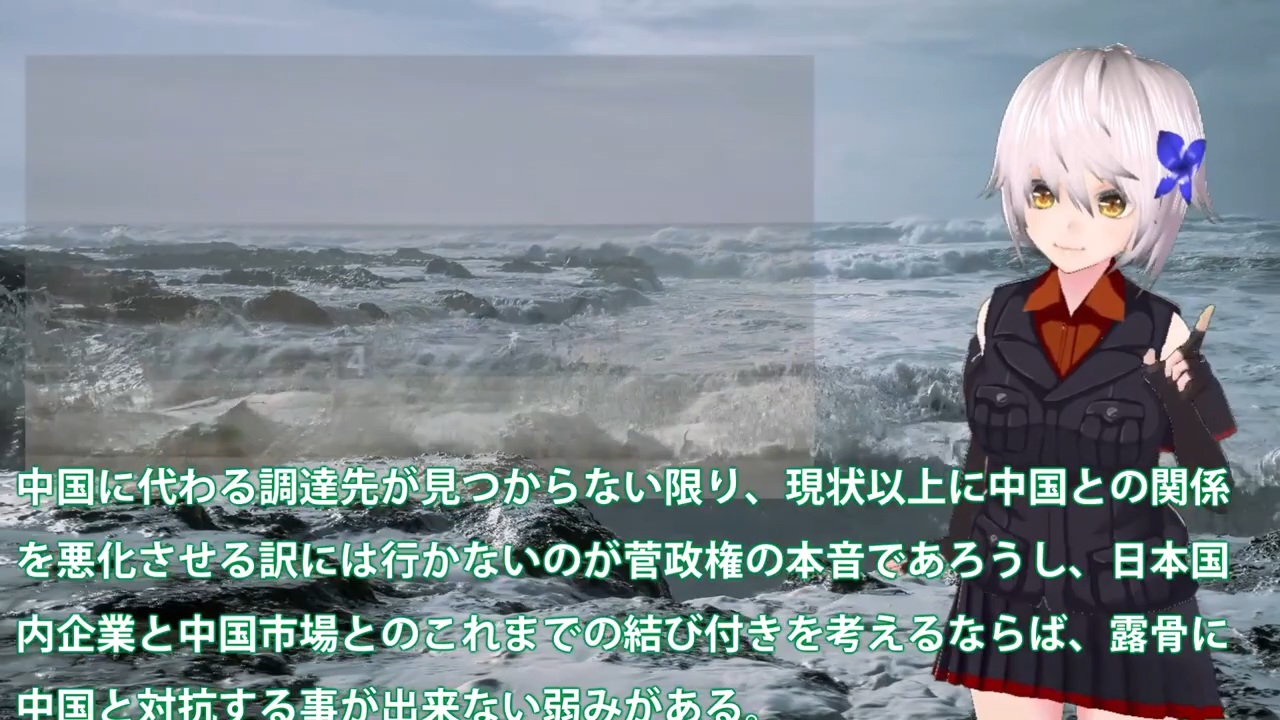 中国に代わる調達先が見つからない限り、現状以上に中国との関係
を悪化させる訳には行かないのが菅政権の本音であろうし、日本国
内企業と中国市場とのこれまでの結び付きを考えるならば、露骨に
中国と対抗する事が出来ない弱みがある。